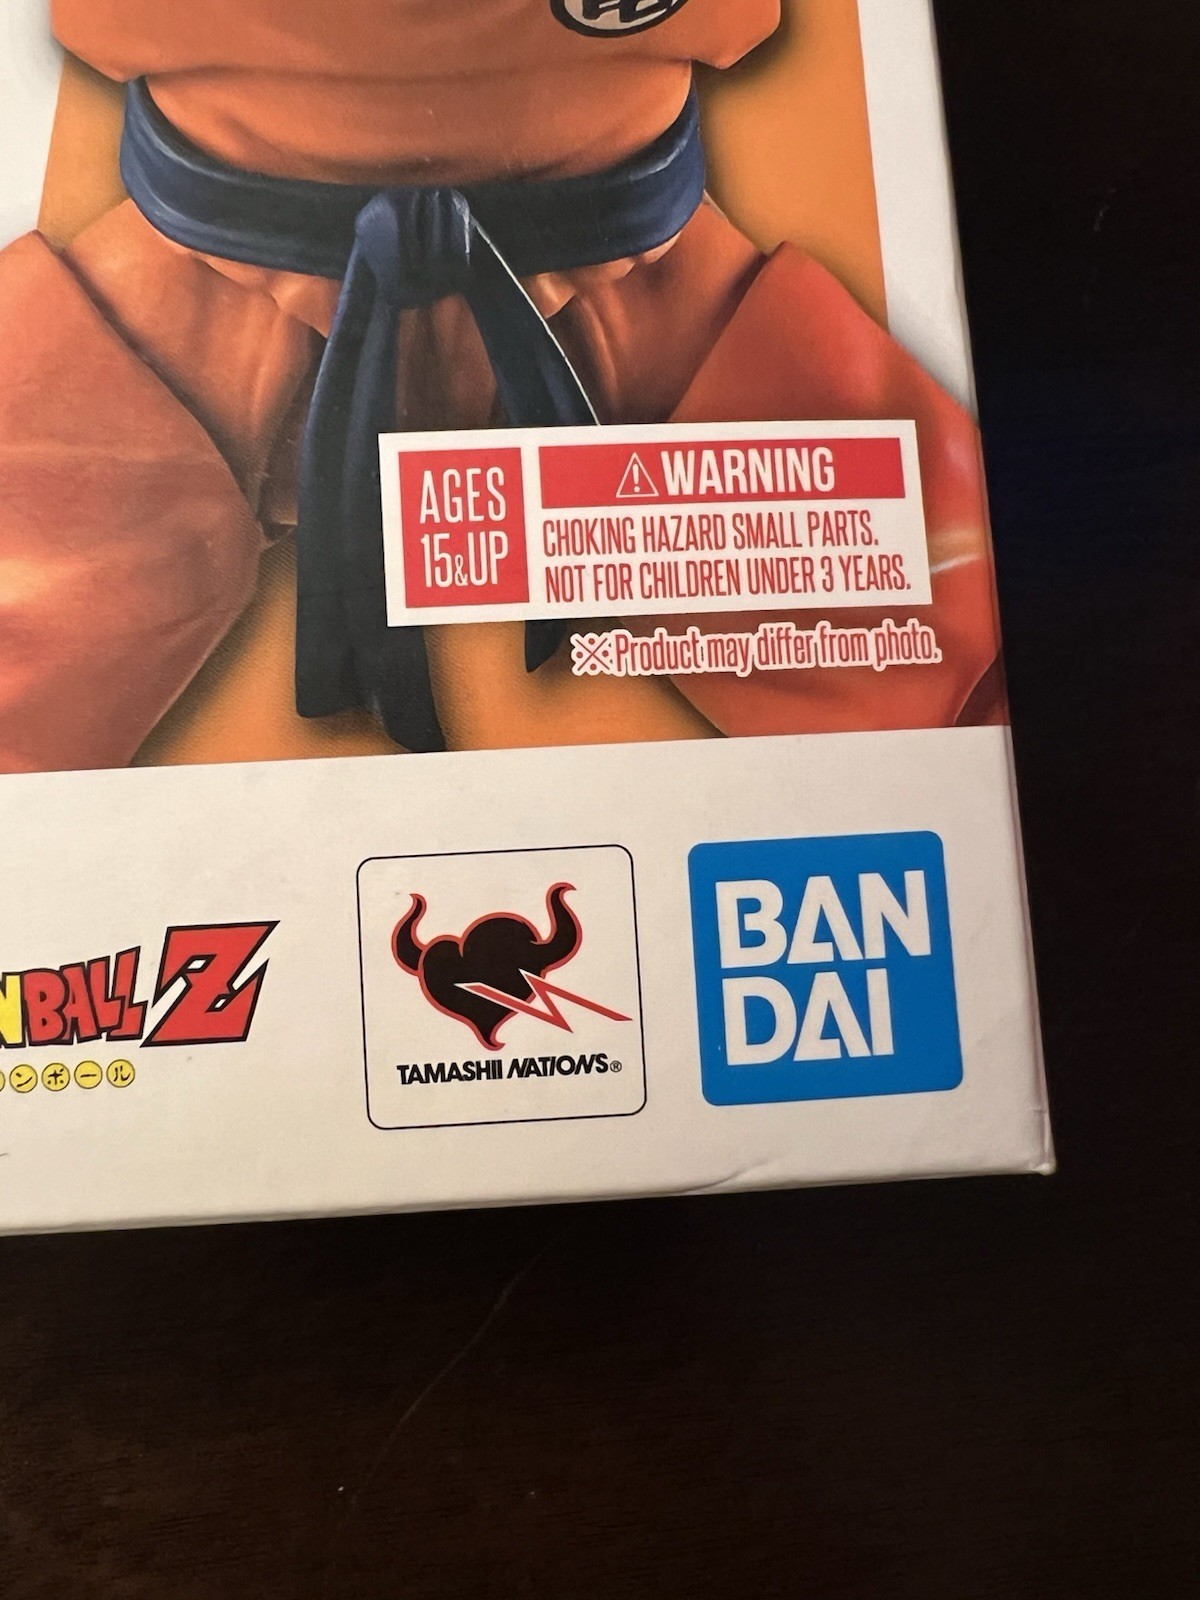 AGES
15&UP
⚠WARNING
CHOKING HAZARD SMALL PARTS.
NOT FOR CHILDREN UNDER 3 YEARS.
※Product may differ from photo.
NBALL Z
ンボール
TAMASHII NATIONS®
BAN
DAI